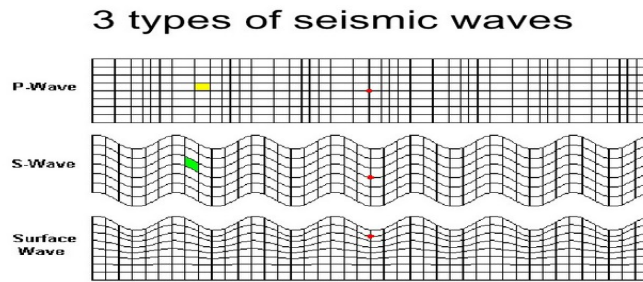 3 types of seismic waves
P-Wave
S-Wave
Surface
Wave